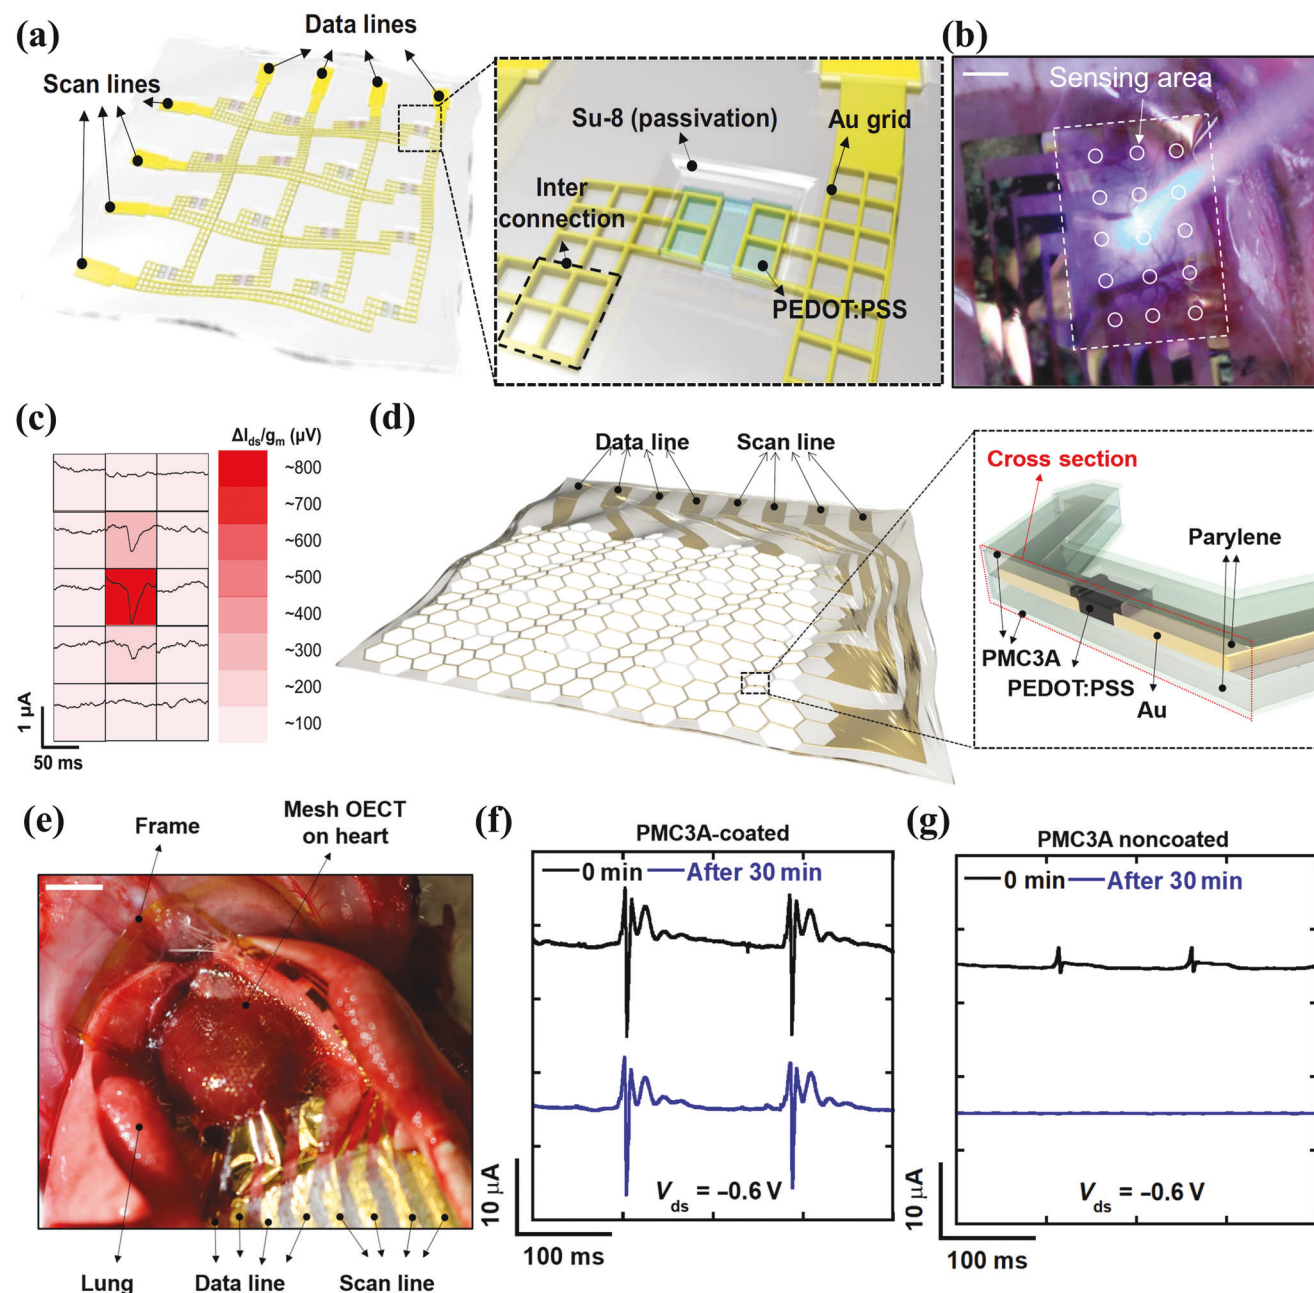 (a)
Data lines
Scan lines
Su-8 (passivation)
Au grid
Inter
connection
PEDOT:PSS
(b)
Sensing area
(c)
ΔIds/gm (µV)
~800
~700
~600
~500
~400
~300
~200
~100
1 µA
50 ms
(d)
Data line
Scan line
Cross section
Parylene
PMC3A
PEDOT:PSS
Au
(e)
Frame
Mesh OECT
on heart
Lung
Data line
Scan line
(f)
PMC3A-coated
0 min
After 30 min
Vds = –0.6 V
10 µA
100 ms
(g)
PMC3A noncoated
0 min
After 30 min
Vds = –0.6 V
10 µA
100 ms